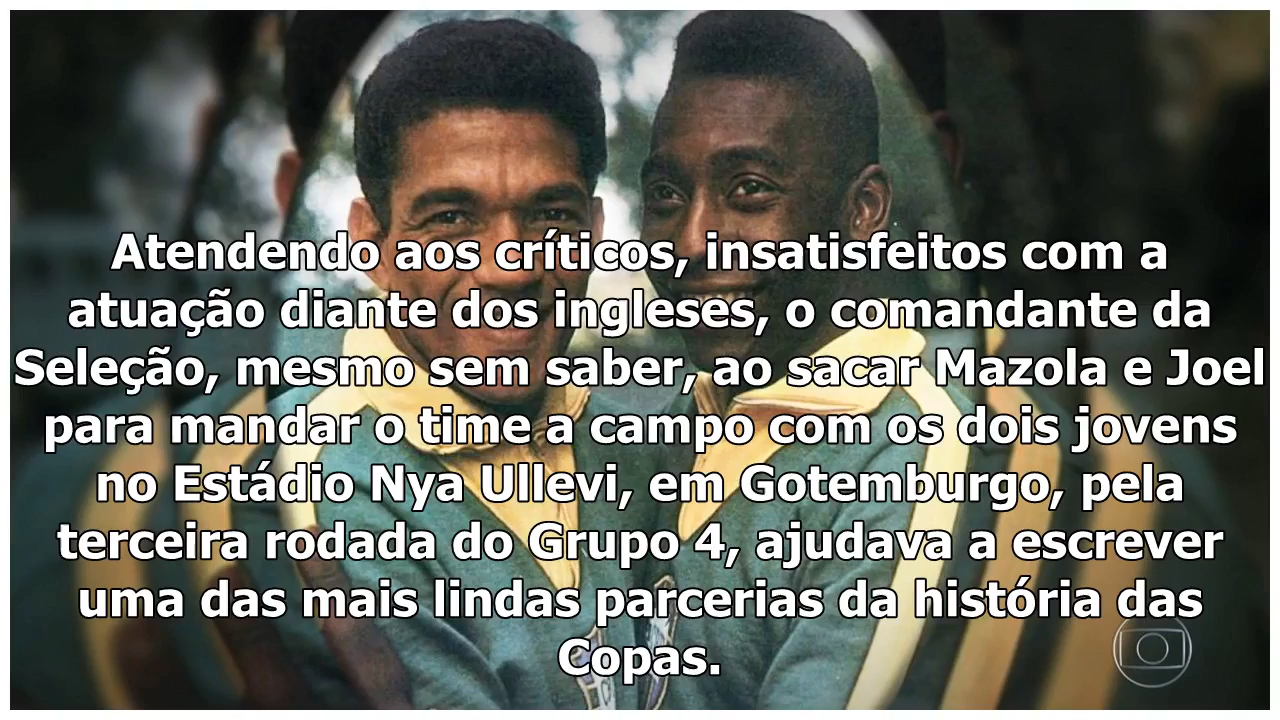 Atendendo aos críticos, insatisfeitos com a
atuação diante dos ingleses, o comandante da
Seleção, mesmo sem saber, ao sacar Mazola e Joel
para mandar o time a campo com os dois jovens
no Estádio Nya Ullevi, em Gotemburgo, pela
terceira rodada do Grupo 4, ajudava a escrever
uma das mais lindas parcerias da história das
Copas.